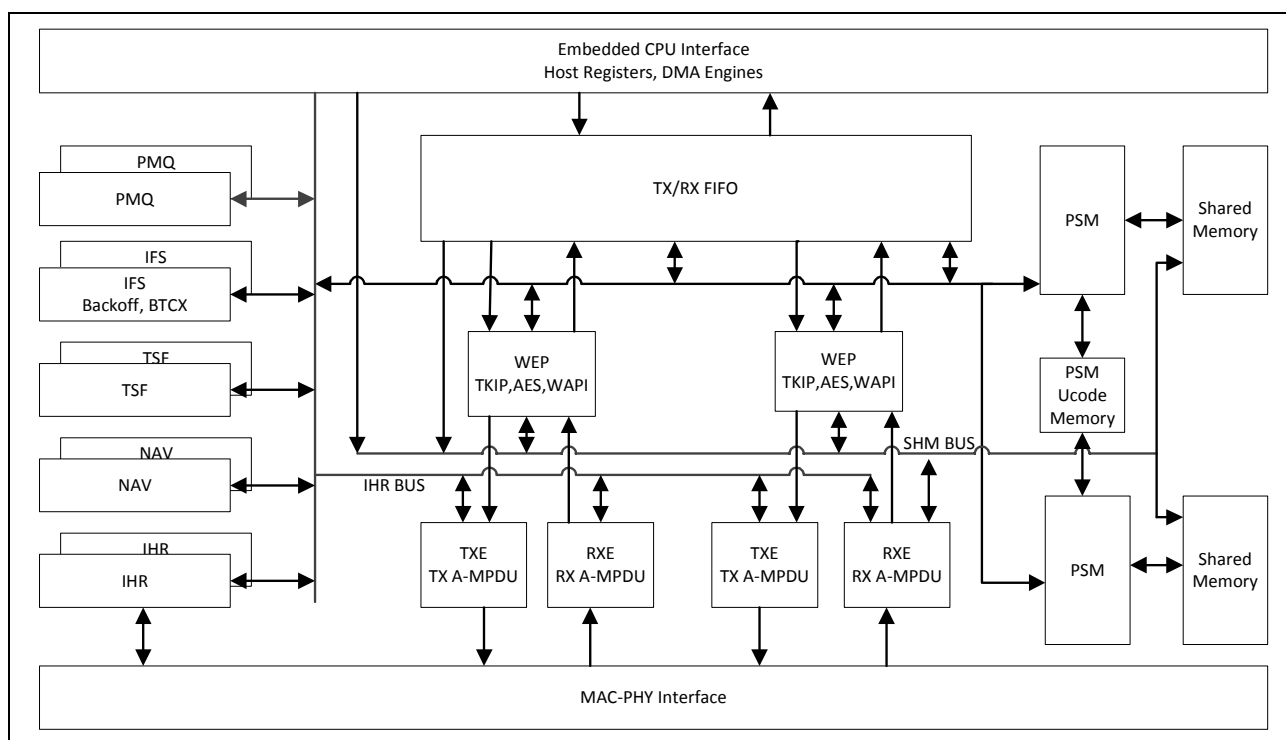 Embedded CPU Interface
Host Registers, DMA Engines
PMQ
PMQ
TX/RX FIFO
PSM
Shared
Memory
IFS
IFS
Backoff, BTCX
WEP
TKIP,AES,WAPI
WEP
TKIP,AES,WAPI
PSM
Ucode
Memory
TSF
TSF
SHM BUS
NAV
NAV
IHR BUS
TXE
TX A-MPDU
RXE
RX A-MPDU
TXE
TX A-MPDU
RXE
RX A-MPDU
PSM
Shared
Memory
IHR
IHR
MAC-PHY Interface